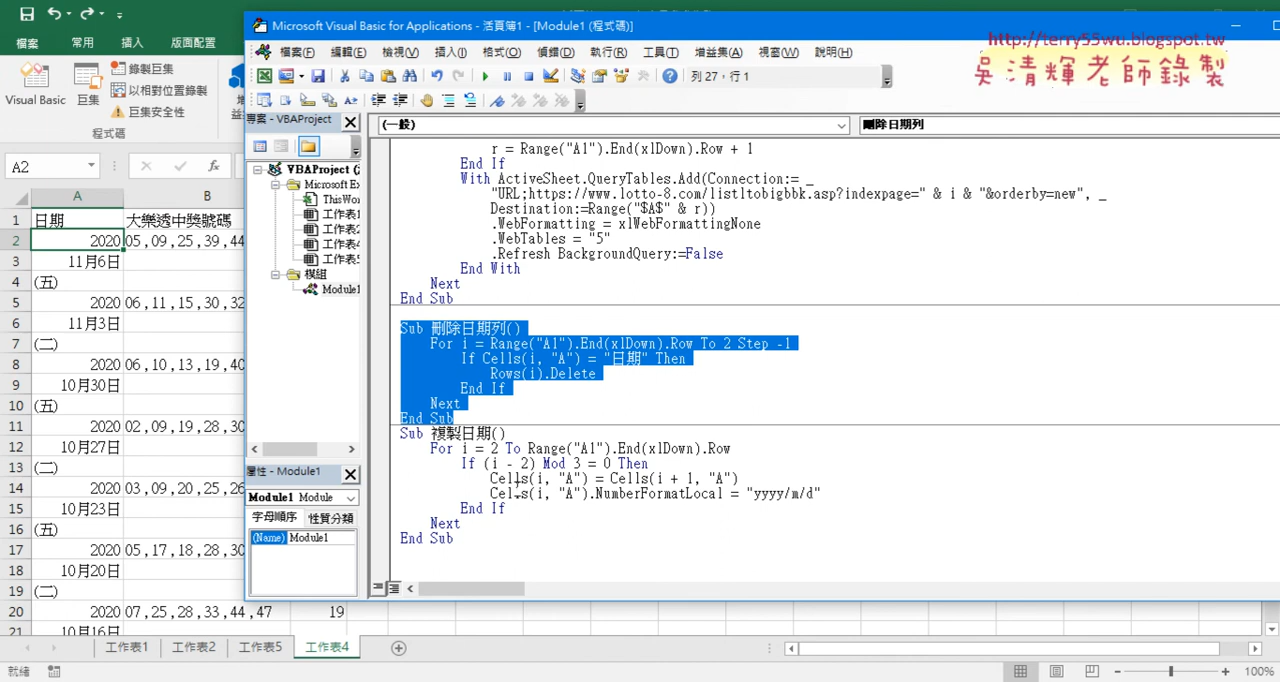 Microsoft Visual Basic for Applications - 活頁簿1 - [Module1 (程式碼)]
http://terry55wu.blogspot.tw
吳清輝老師錄製
檔案 常用 插入 版面配置
檔案(F) 編輯(E) 檢視(V) 插入(I) 格式(O) 偵錯(D) 執行(R) 工具(T) 增益集(A) 視窗(W) 說明(H)
列 27，行 1
Visual Basic 巨集
錄製巨集
以相對位置錄製
巨集安全性
程式碼
專案 - VBAProject
(一般) 刪除日期列
A2
VBAProject (
Microsoft Ex
ThisWor
工作表1
工作表2
工作表4
工作表5
模組
Module1
r = Range("A1").End(xlDown).Row + 1
End If
With ActiveSheet.QueryTables.Add(Connection:= _
"URL;https://www.lotto-8.com/listltobigbbk.asp?indexpage=" & i & "&orderby=new", _
Destination:=Range("$A$" & r))
.WebFormatting = xlWebFormattingNone
.WebTables = "5"
.Refresh BackgroundQuery:=False
End With
Next
End Sub
Sub 刪除日期列()
For i = Range("A1").End(xlDown).Row To 2 Step -1
If Cells(i, "A") = "日期" Then
Rows(i).Delete
End If
Next
End Sub
Sub 複製日期()
For i = 2 To Range("A1").End(xlDown).Row
If (i - 2) Mod 3 = 0 Then
Cells(i, "A") = Cells(i + 1, "A")
Cells(i, "A").NumberFormatLocal = "yyyy/m/d"
End If
Next
End Sub
屬性 - Module1
Module1 Module
字母順序 性質分類
(Name) Module1
A B
1 日期 大樂透中獎號碼
2 2020 05,09,25,39,44
3 11月6日
4 (五)
5 2020 06,11,15,30,32
6 11月3日
7 (二)
8 2020 06,10,13,19,40
9 10月30日
10 (五)
11 2020 02,09,19,28,30
12 10月27日
13 (二)
14 2020 03,09,20,25,26
15 10月23日
16 (五)
17 2020 05,17,18,28,30
18 10月20日
19 (二)
20 2020 07,25,28,33,44,47 19
21 10月16日
工作表1 工作表2 工作表5 工作表4
就緒
100%